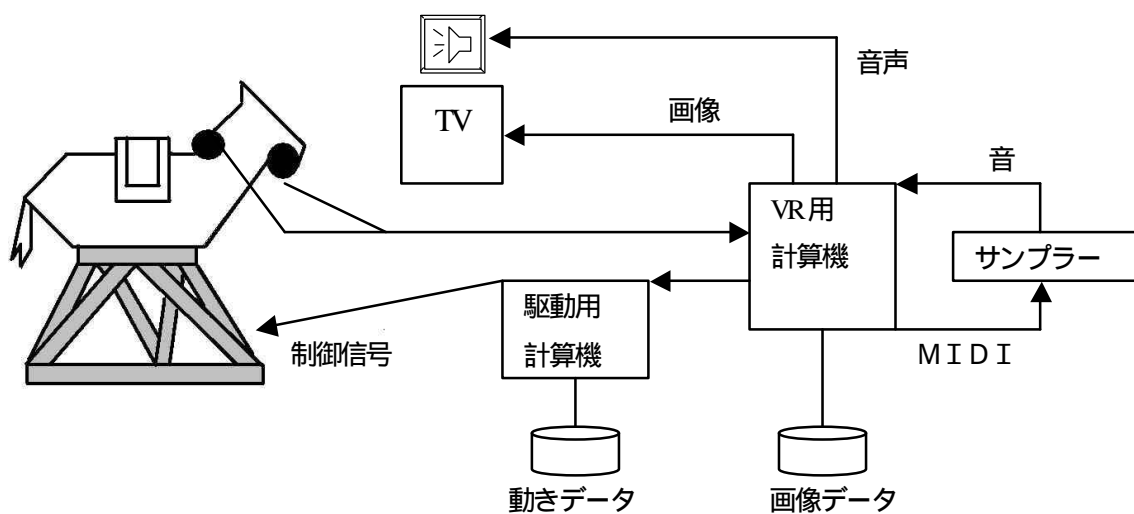 音声
TV
画像
音
VR用
計算機
サンプラー
駆動用
計算機
制御信号
ＭＩＤＩ
動きデータ
画像データ